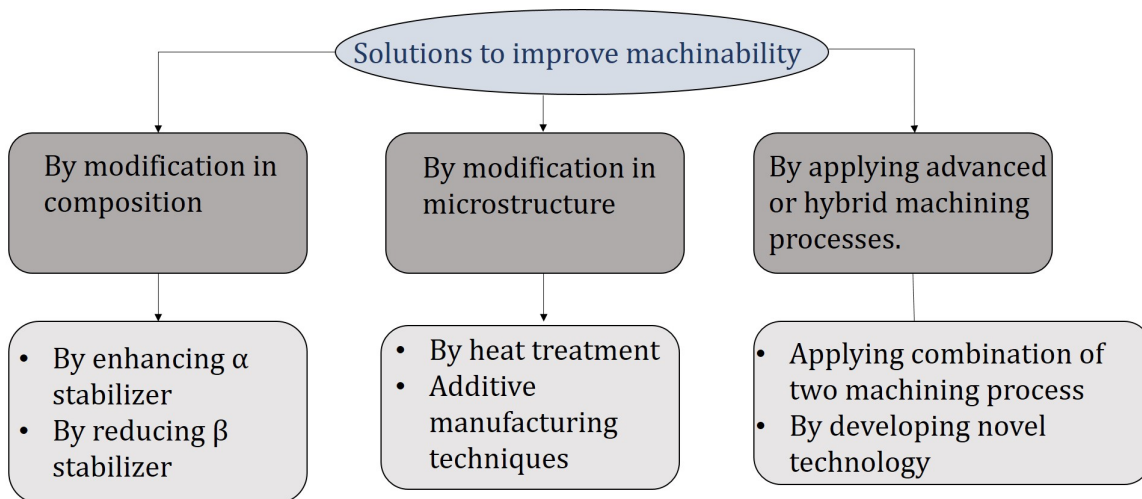 Solutions to improve machinability
By modification in
composition
By modification in
microstructure
By applying advanced
or hybrid machining
processes.
• By enhancing α
stabilizer
• By reducing β
stabilizer
• By heat treatment
• Additive
manufacturing
techniques
• Applying combination of
two machining process
• By developing novel
technology